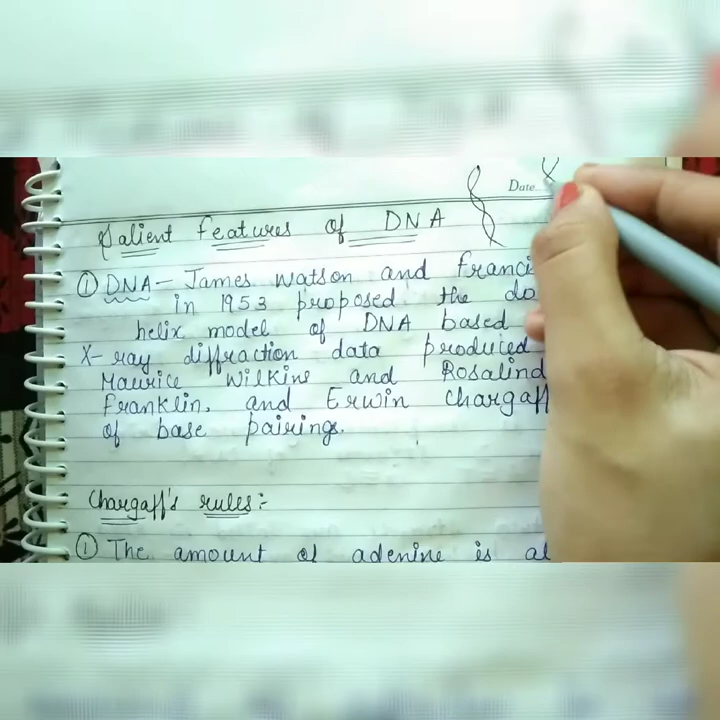 Date
Salient features of DNA
① DNA - James Watson and Franci
in 1953 proposed the do
helix model of DNA based
X-ray diffraction data produced
Maurice Wilkins and Rosalind
franklin, and Erwin chargaff
of base pairing.
Chargaff's rules:-
① The amount of adenine is al